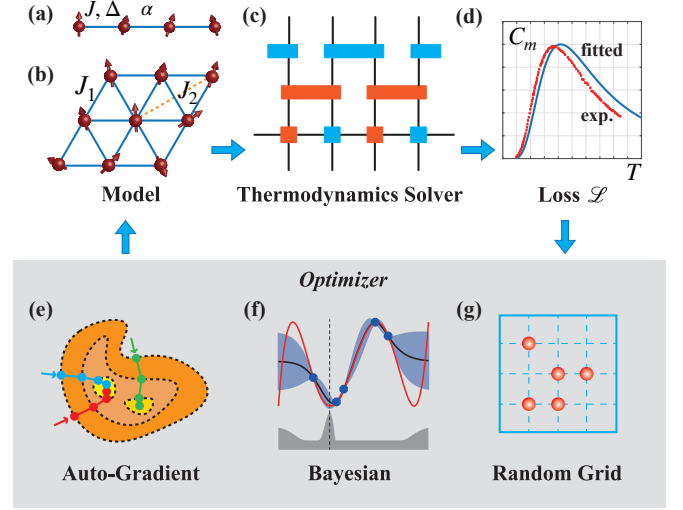 (a) J, Δ α
(b) J1 J2
Model
(c)
Thermodynamics Solver
(d) Cm
fitted
exp.
T
Loss ℒ
Optimizer
(e)
Auto-Gradient
(f)
Bayesian
(g)
Random Grid